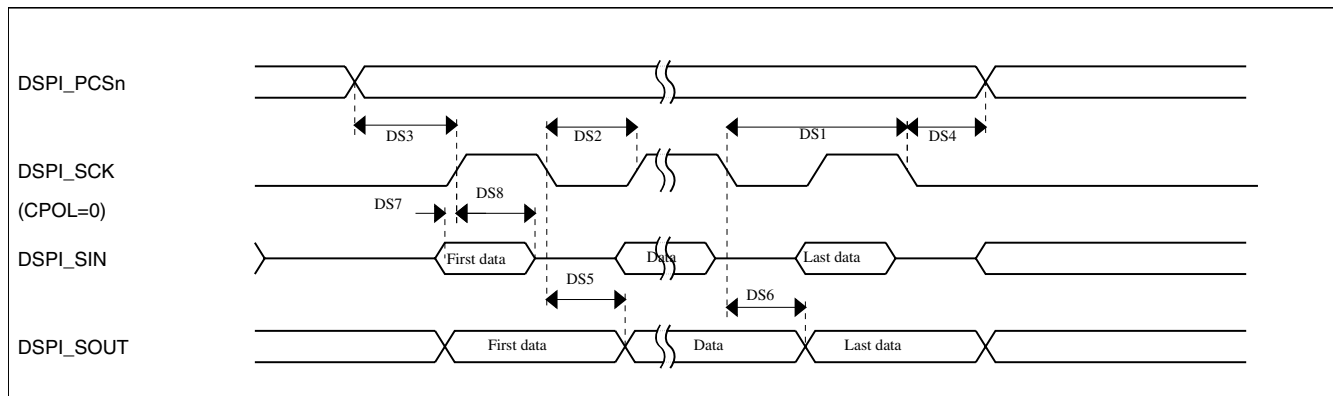 DSPI_PCSn
DS3
DS2
DS1
DS4
DSPI_SCK
(CPOL=0)
DS7
DS8
DSPI_SIN
First data
Data
Last data
DS5
DS6
DSPI_SOUT
First data
Data
Last data